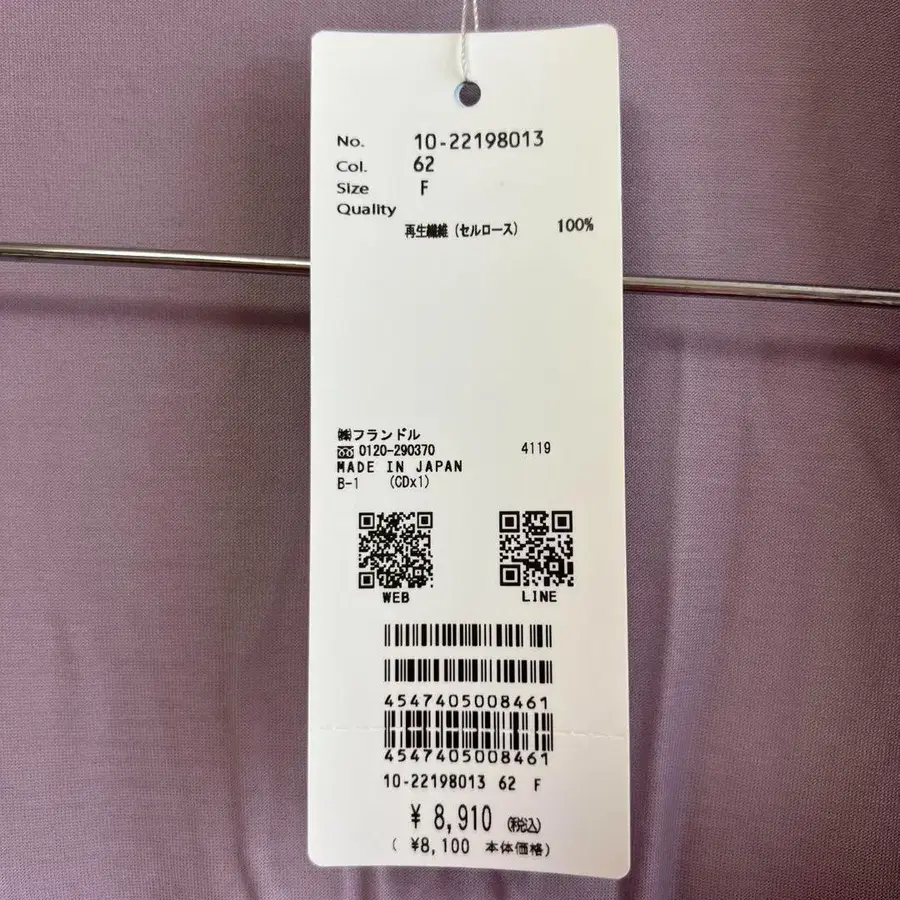 No. 10-22198013
Col. 62
Size F
Quality
再生繊維 (セルロース) 100%
㈱フランドル
0120-290370 4119
MADE IN JAPAN
B-1 (CDx1)
WEB LINE
4547405008461
4547405008461
10-22198013 62 F
¥ 8,910 (税込)
( ¥8,100 本体価格)